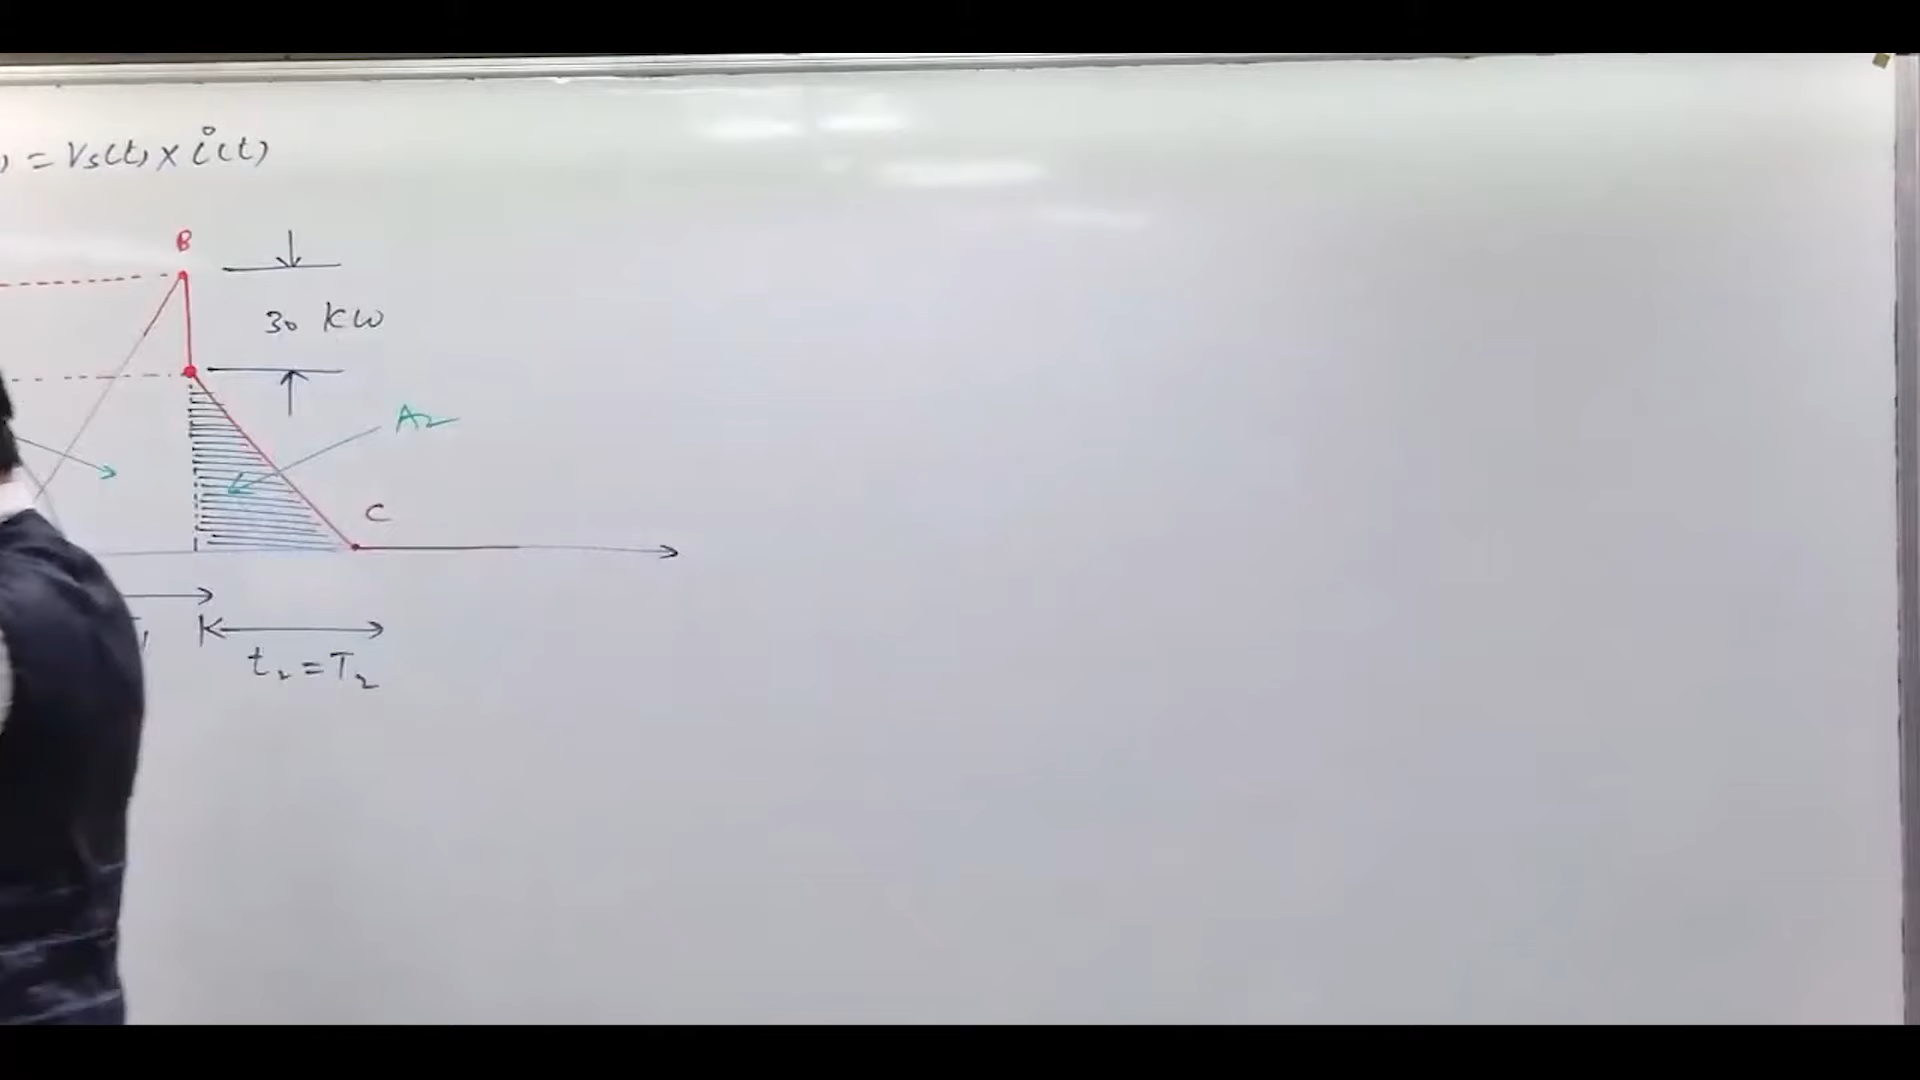 ) = Vs(t) × i(t)
B
30 KW
A2
C
t2 = T2